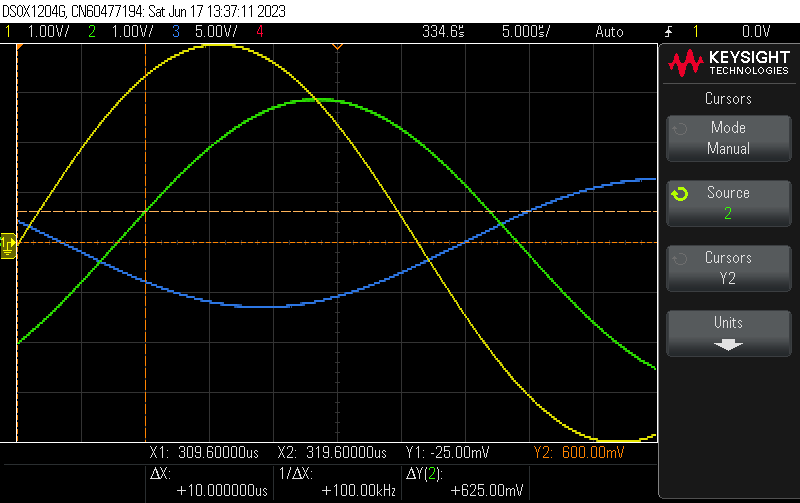 DSOX1204G, CN60477194: Sat Jun 17 13:37:11 2023
1 1.00V/ 2 1.00V/ 3 5.00V/ 4 334.6s 5.000s/ Auto 1 0.0V
KEYSIGHT
TECHNOLOGIES
Cursors
Mode
Manual
Source
2
Cursors
Y2
Units
1
X1: 309.60000us X2: 319.60000us Y1: -25.00mV Y2: 600.00mV
ΔX: 1/ΔX: ΔY(2):
+10.000000us +100.00kHz +625.00mV